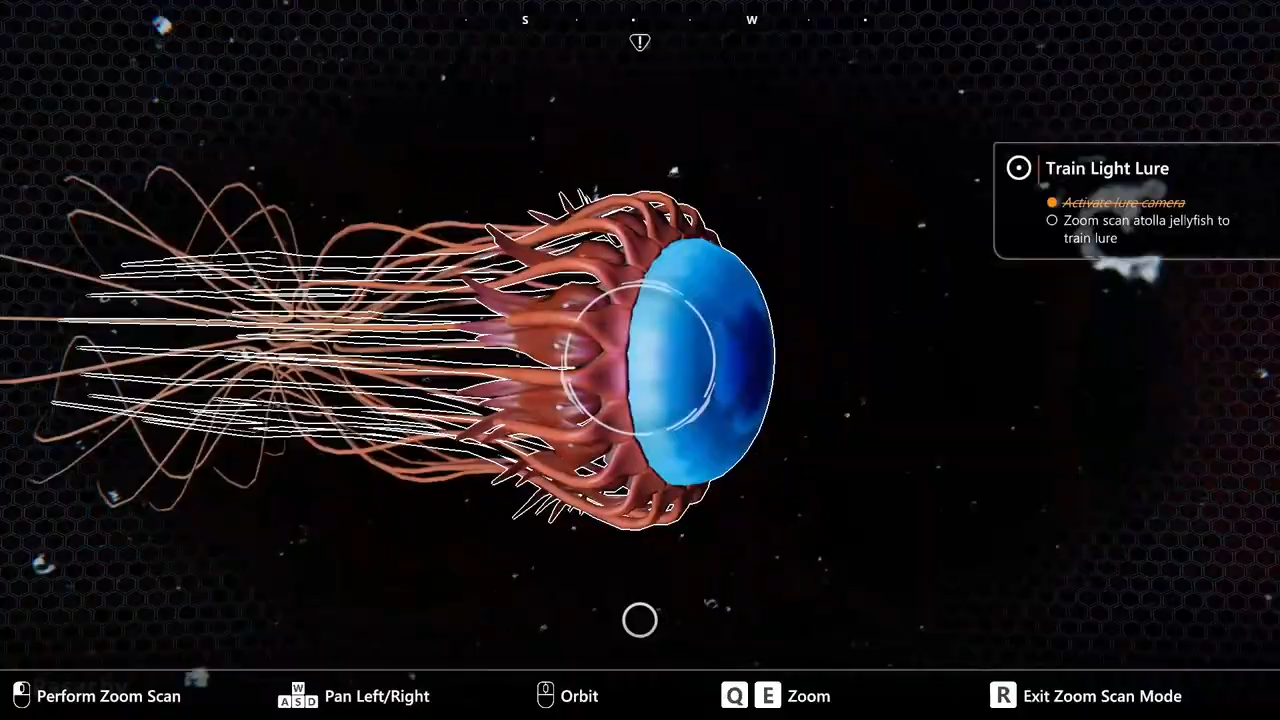 S W
Train Light Lure
Activate lure camera
Zoom scan atolla jellyfish to
train lure
Perform Zoom Scan
W
A S D
Pan Left/Right
Orbit
Q E Zoom
R Exit Zoom Scan Mode